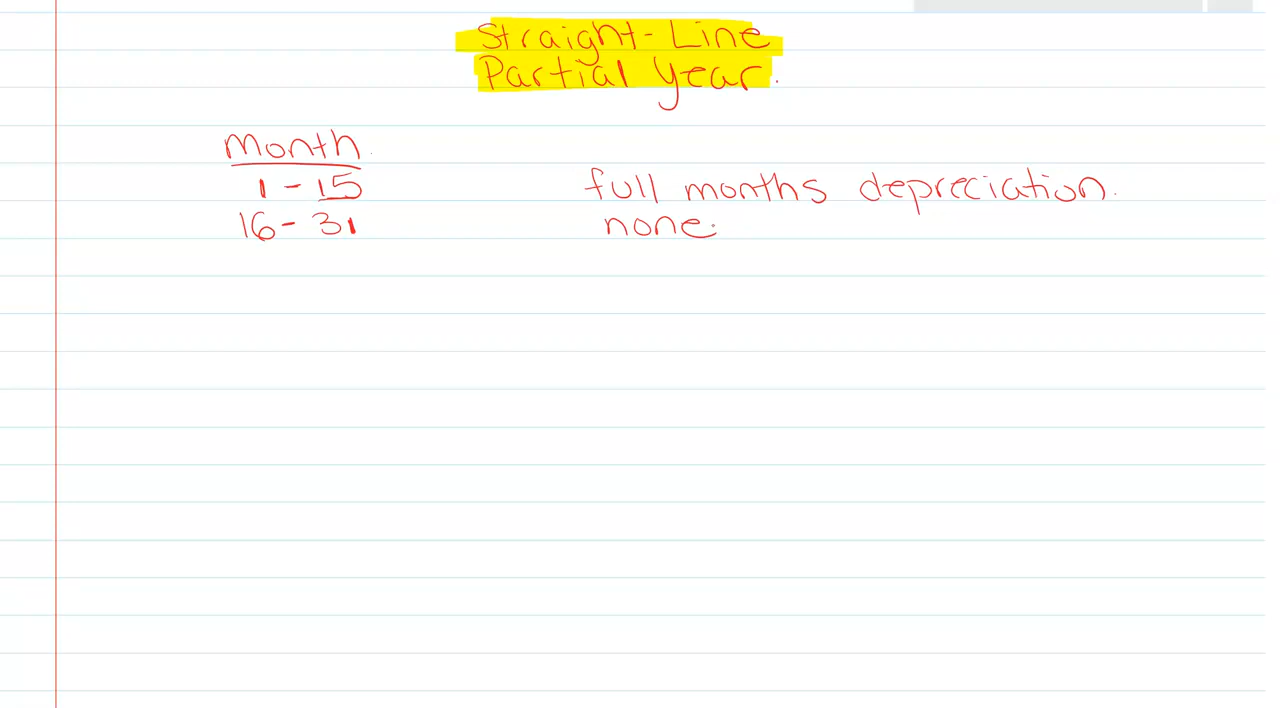 Straight-Line
Partial Year.
Month.
1-15 full months depreciation.
16-31 none.